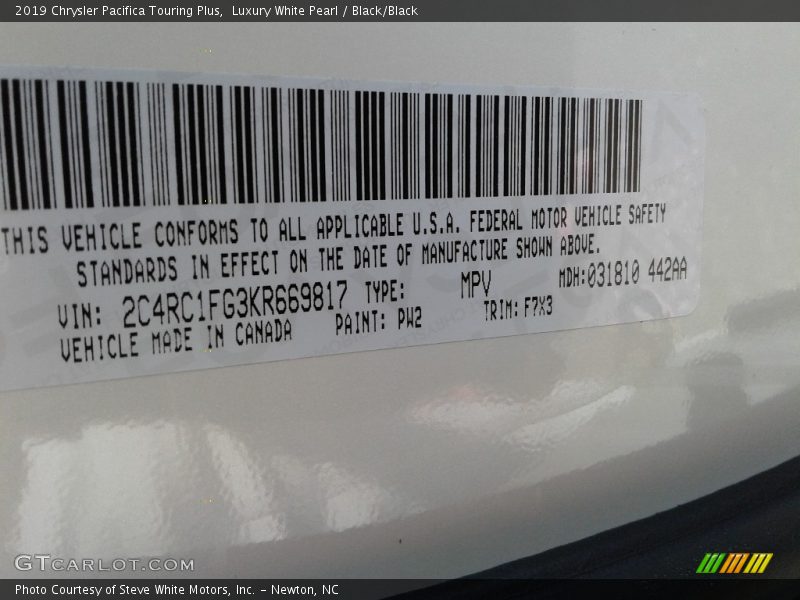 2019 Chrysler Pacifica Touring Plus, Luxury White Pearl / Black/Black
THIS VEHICLE CONFORMS TO ALL APPLICABLE U.S.A. FEDERAL MOTOR VEHICLE SAFETY
STANDARDS IN EFFECT ON THE DATE OF MANUFACTURE SHOWN ABOVE.
VIN: 2C4RC1FG3KR669817 TYPE: MPV MDH:031810 442AA
VEHICLE MADE IN CANADA PAINT: PW2 TRIM: F7X3
GTCARLOT.COM
Photo Courtesy of Steve White Motors, Inc. – Newton, NC